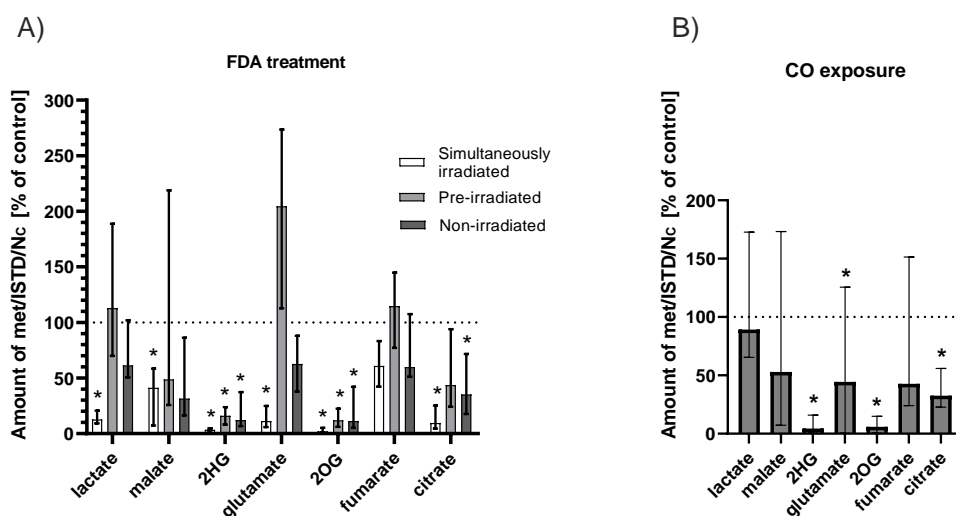 A)
FDA treatment
Amount of met/ISTD/Nc [% of control]
300
250
200
150
100
50
0
Simultaneously
irradiated
Pre-irradiated
Non-irradiated
* * * * * * * * * *
lactate
malate
2HG
glutamate
2OG
fumarate
citrate
B)
CO exposure
Amount of met/ISTD/Nc [% of control]
200
150
100
50
0
* * * *
lactate
malate
2HG
glutamate
2OG
fumarate
citrate